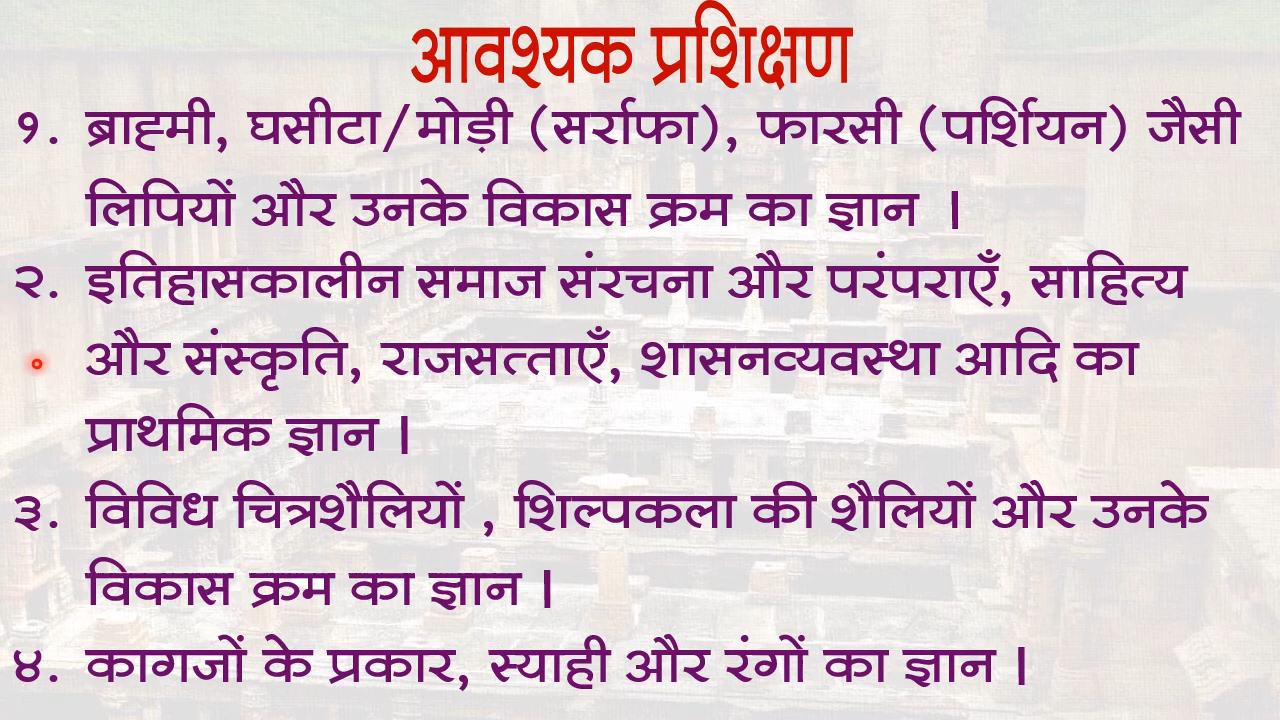 आवश्यक प्रशिक्षण
१. ब्राह्मी, घसीटा/मोड़ी (सर्राफा), फारसी (पर्शियन) जैसी
लिपियों और उनके विकास क्रम का ज्ञान ।
२. इतिहासकालीन समाज संरचना और परंपराएँ, साहित्य
और संस्कृति, राजसत्ताएँ, शासनव्यवस्था आदि का
प्राथमिक ज्ञान ।
३. विविध चित्रशैलियों , शिल्पकला की शैलियों और उनके
विकास क्रम का ज्ञान ।
४. कागजों के प्रकार, स्याही और रंगों का ज्ञान ।